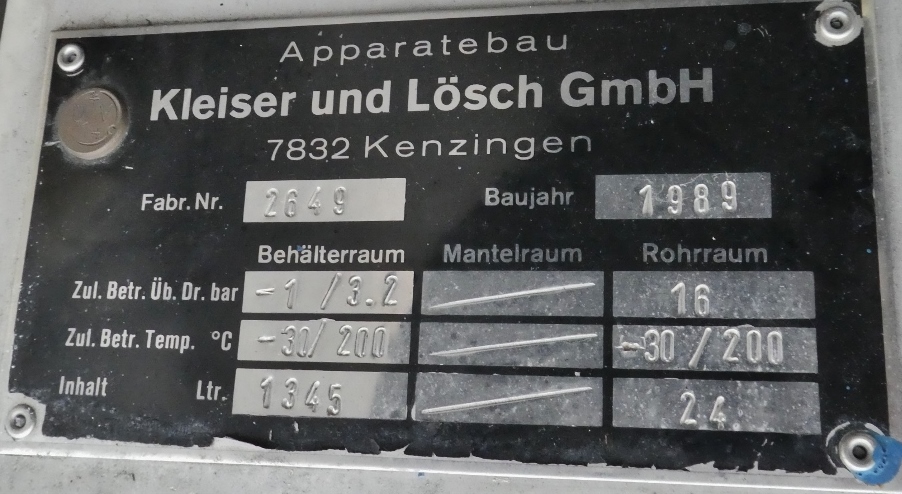 Apparatebau
Kleiser und Lösch GmbH
7832 Kenzingen
Fabr. Nr. 2649 Baujahr 1989
Behälterraum Mantelraum Rohrraum
Zul. Betr. Üb. Dr. bar -1 /3.2 16
Zul. Betr. Temp. °C -30/ 200 -30 / 200
Inhalt Ltr. 1345 24